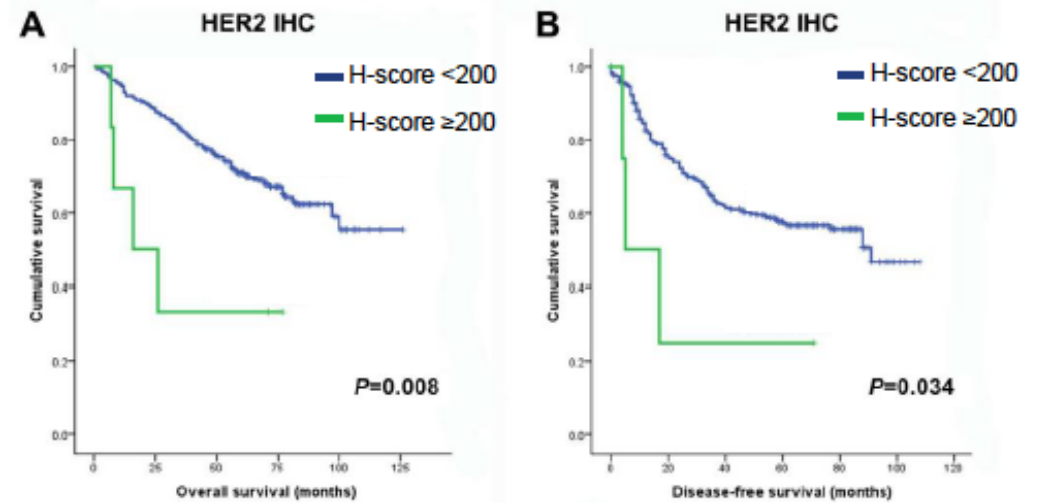 A
HER2 IHC
H-score <200
H-score ≥200
1.0
0.8
0.6
0.4
0.2
0.0
Cumulative survival
P=0.008
0 25 50 75 100 125
Overall survival (months)
B
HER2 IHC
H-score <200
H-score ≥200
1.0
0.8
0.6
0.4
0.2
0.0
Cumulative survival
P=0.034
0 20 40 60 80 100 120
Disease-free survival (months)